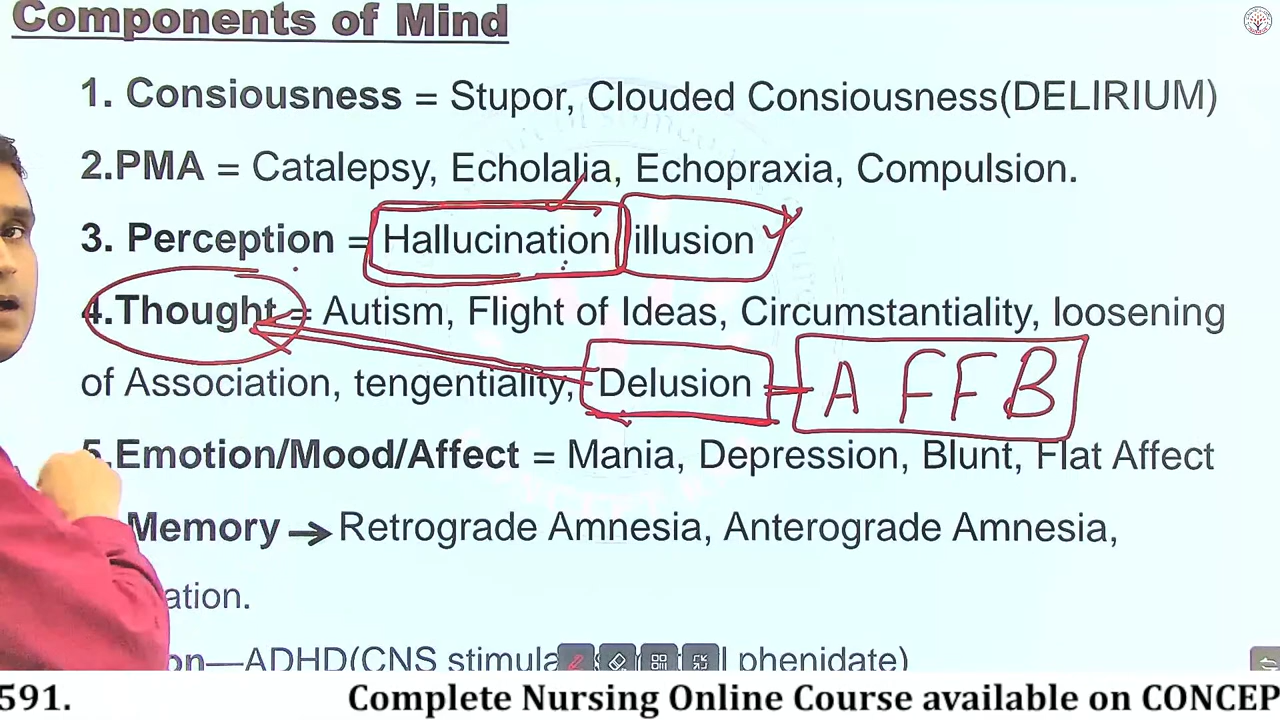 Components of Mind
1. Consiousness = Stupor, Clouded Consiousness(DELIRIUM)
2.PMA = Catalepsy, Echolalia, Echopraxia, Compulsion.
3. Perception = Hallucination illusion
4.Thought = Autism, Flight of Ideas, Circumstantiality, loosening
of Association, tengentiality, Delusion A F F B
5.Emotion/Mood/Affect = Mania, Depression, Blunt, Flat Affect
Memory → Retrograde Amnesia, Anterograde Amnesia,
ation.
on—ADHD(CNS stimula l phenidate)
591. Complete Nursing Online Course available on CONCEP